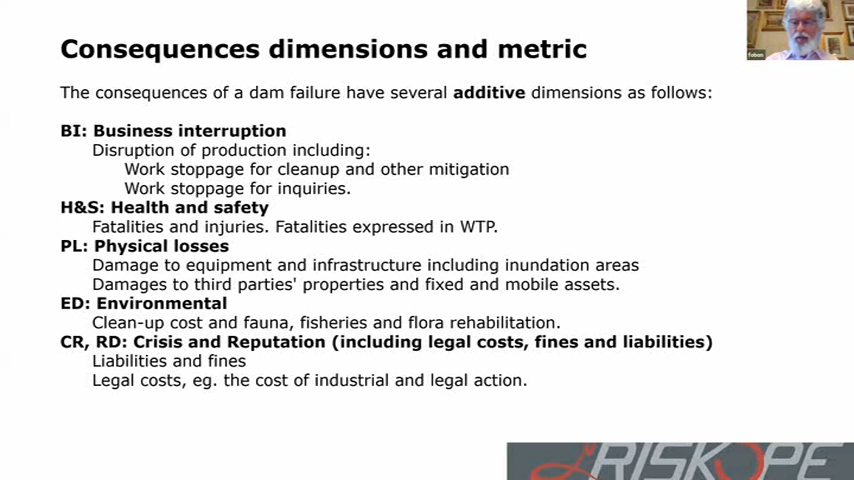 Consequences dimensions and metric
The consequences of a dam failure have several additive dimensions as follows:
BI: Business interruption
Disruption of production including:
Work stoppage for cleanup and other mitigation
Work stoppage for inquiries.
H&S: Health and safety
Fatalities and injuries. Fatalities expressed in WTP.
PL: Physical losses
Damage to equipment and infrastructure including inundation areas
Damages to third parties' properties and fixed and mobile assets.
ED: Environmental
Clean-up cost and fauna, fisheries and flora rehabilitation.
CR, RD: Crisis and Reputation (including legal costs, fines and liabilities)
Liabilities and fines
Legal costs, eg. the cost of industrial and legal action.
RISKOPE